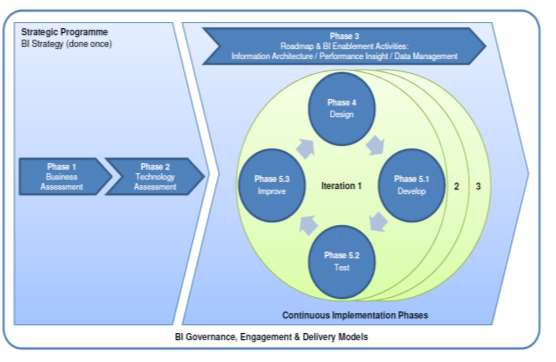 Strategic Programme
BI Strategy (done once)
Phase 3
Roadmap & BI Enablement Activities:
Information Architecture / Performance Insight / Data Management
Phase 1
Business
Assessment
Phase 2
Technology
Assessment
Phase 4
Design
Phase 5.3
Improve
Iteration 1
Phase 5.1
Develop
2
3
Phase 5.2
Test
Continuous Implementation Phases
BI Governance, Engagement & Delivery Models